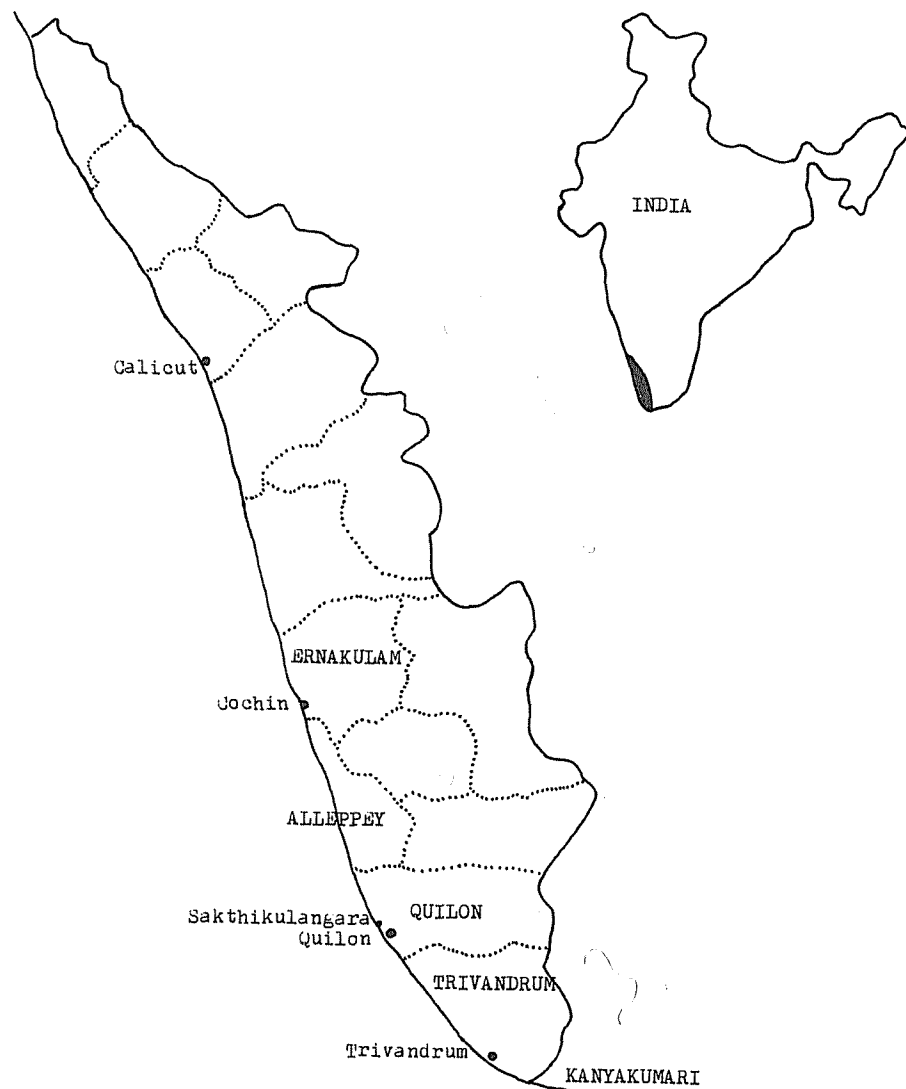 INDIA
Calicut
ERNAKULAM
Cochin
ALLEPPEY
Sakthikulangara
QUILON
Quilon
TRIVANDRUM
Trivandrum
KANYAKUMARI